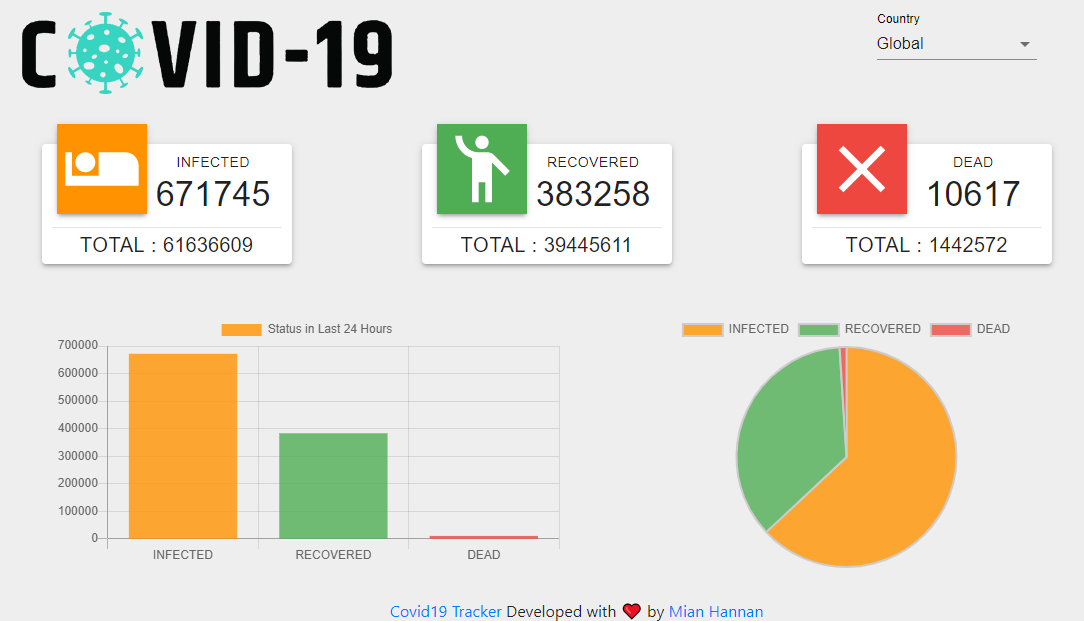 COVID-19
Country
Global
INFECTED
671745
TOTAL : 61636609
RECOVERED
383258
TOTAL : 39445611
DEAD
10617
TOTAL : 1442572
Status in Last 24 Hours
700000
600000
500000
400000
300000
200000
100000
0
INFECTED RECOVERED DEAD
INFECTED RECOVERED DEAD
Covid19 Tracker Developed with ❤️ by Mian Hannan